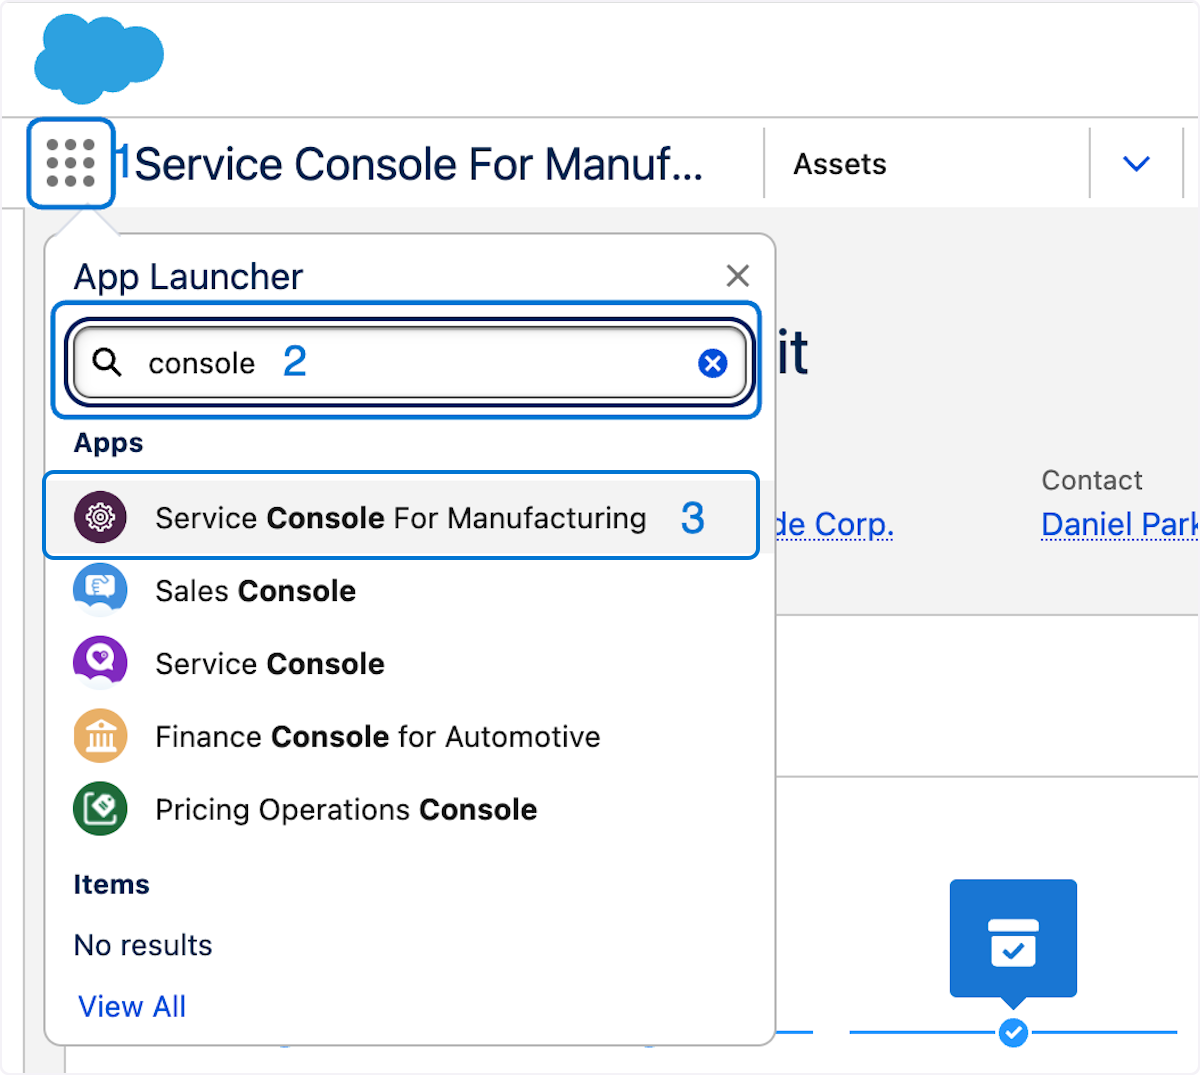 1 Service Console For Manuf...
Assets
App Launcher
console 2
it
Apps
Contact
Service Console For Manufacturing 3
de Corp.
Daniel Park
Sales Console
Service Console
Finance Console for Automotive
Pricing Operations Console
Items
No results
View All